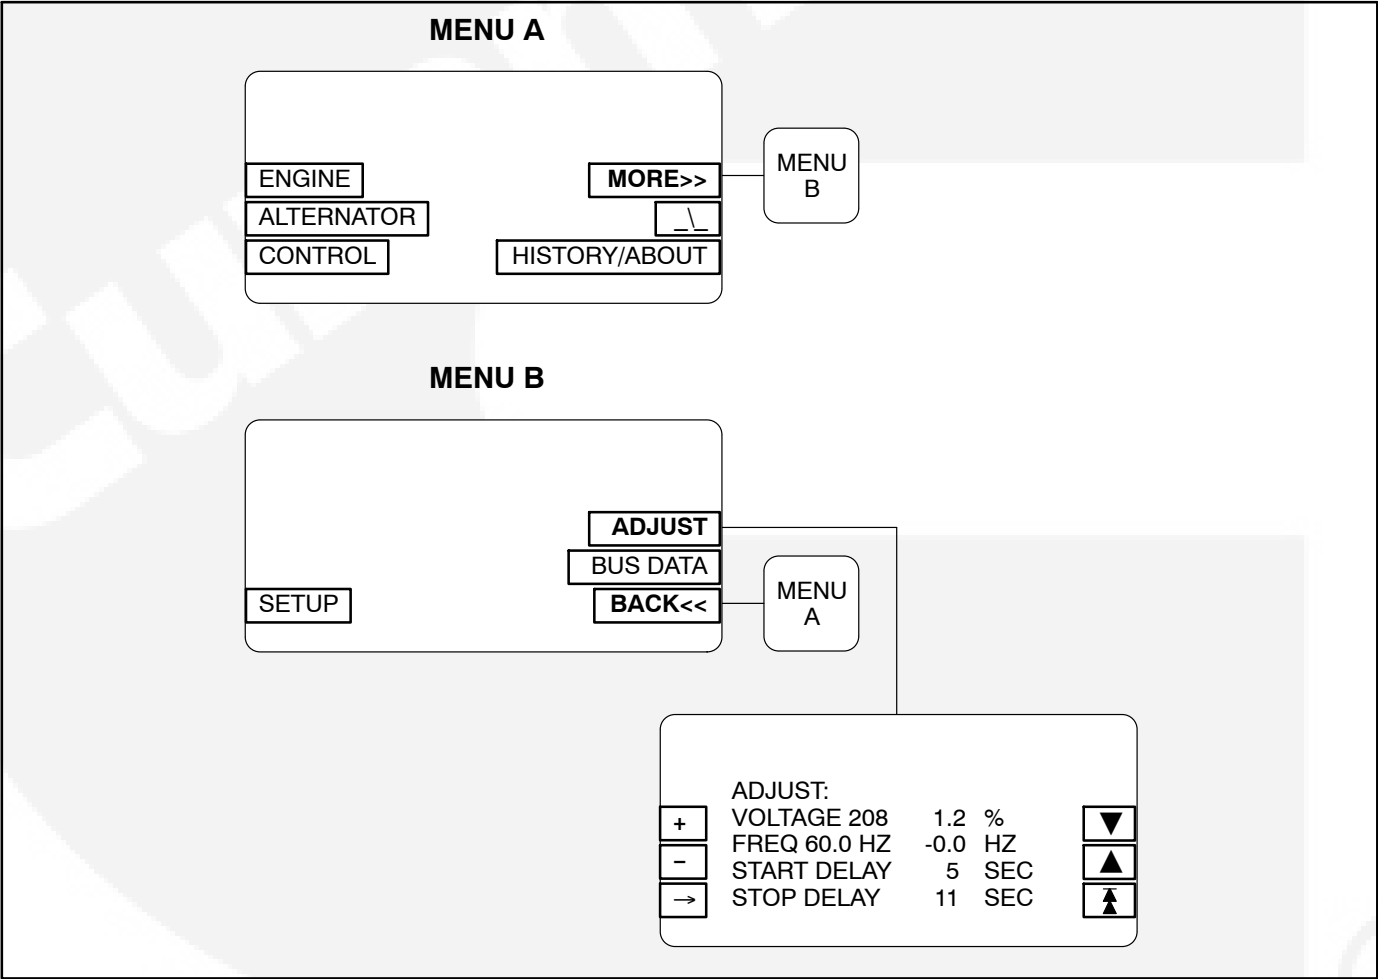 MENU A
ENGINE MORE>>
ALTERNATOR _\_
CONTROL HISTORY/ABOUT
MENU
B
MENU B
ADJUST
BUS DATA
SETUP BACK<<
MENU
A
ADJUST:
+ VOLTAGE 208 1.2 % ▼
− FREQ 60.0 HZ -0.0 HZ ▲
START DELAY 5 SEC
→ STOP DELAY 11 SEC